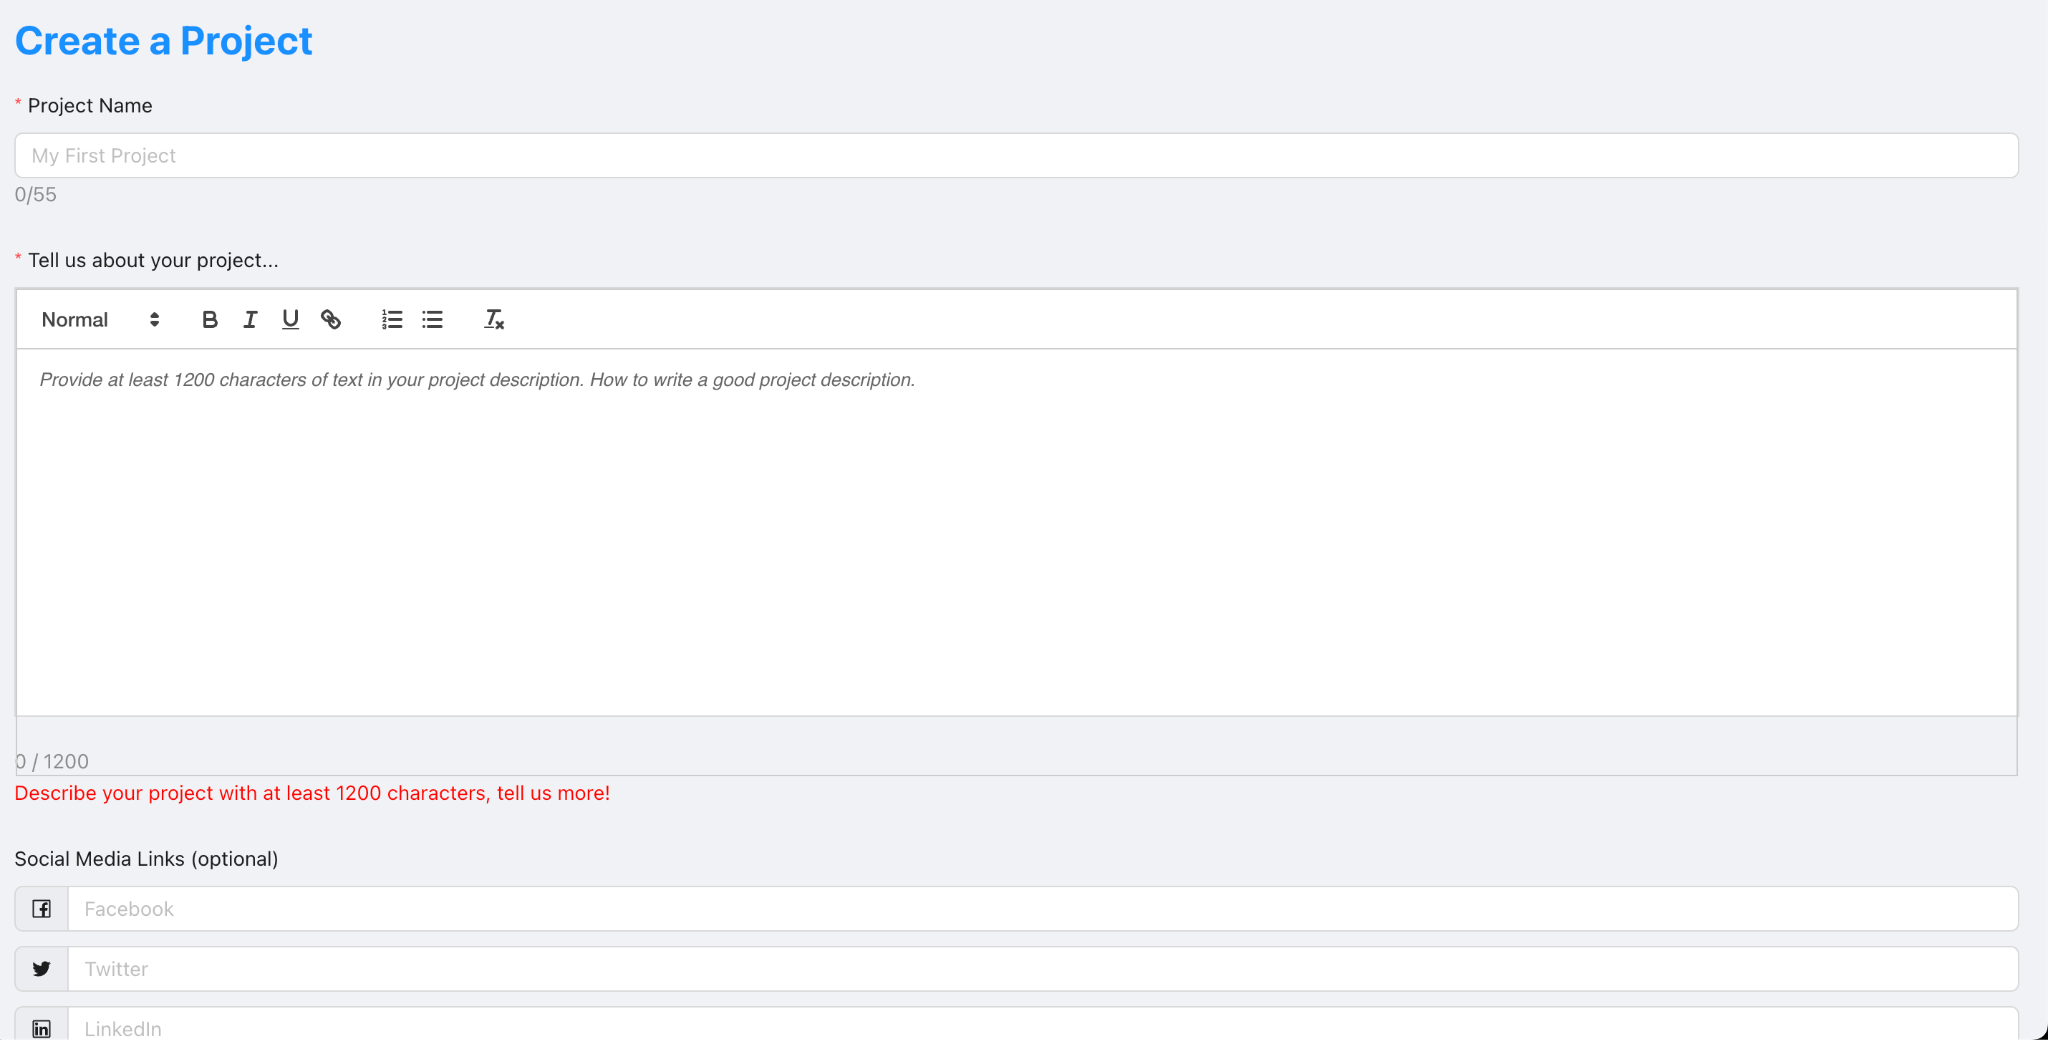 Create a Project
* Project Name
My First Project
0/55
* Tell us about your project...
Normal
Provide at least 1200 characters of text in your project description. How to write a good project description.
0 / 1200
Describe your project with at least 1200 characters, tell us more!
Social Media Links (optional)
Facebook
Twitter
LinkedIn